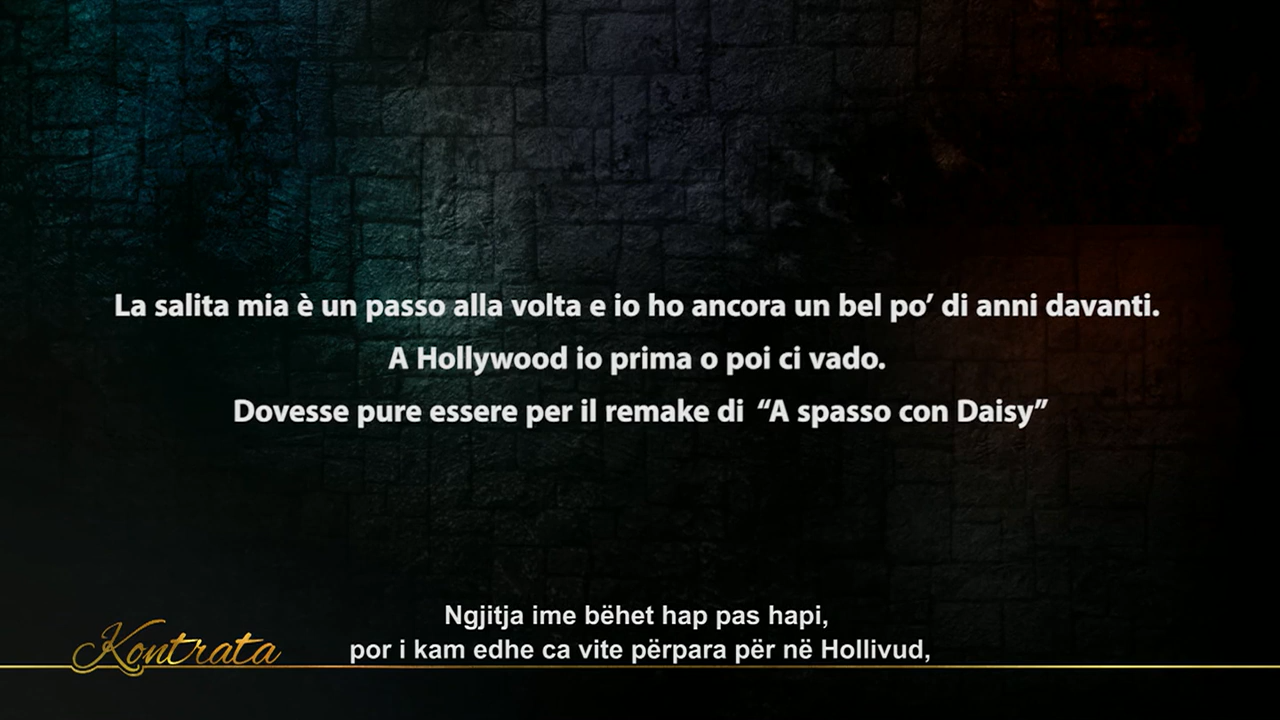 La salita mia è un passo alla volta e io ho ancora un bel po’ di anni davanti.
A Hollywood io prima o poi ci vado.
Dovesse pure essere per il remake di “A spasso con Daisy”
Ngjitja ime bëhet hap pas hapi,
por i kam edhe ca vite përpara për në Hollivud,
Kontrata